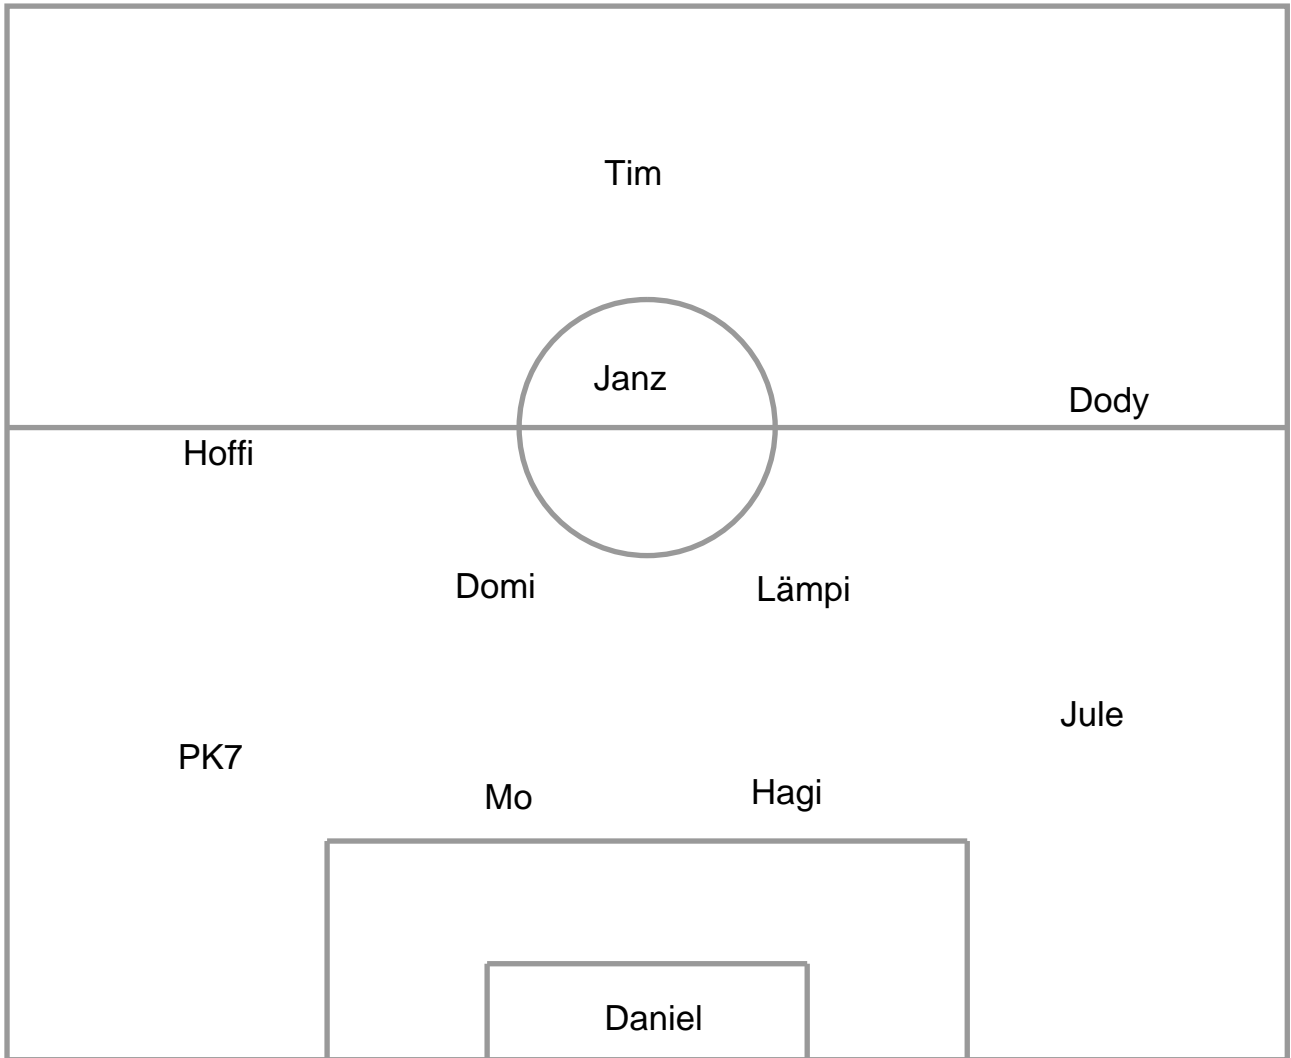 Tim
Janz
Dody
Hoffi
Domi
Lämpi
Jule
PK7
Mo
Hagi
Daniel